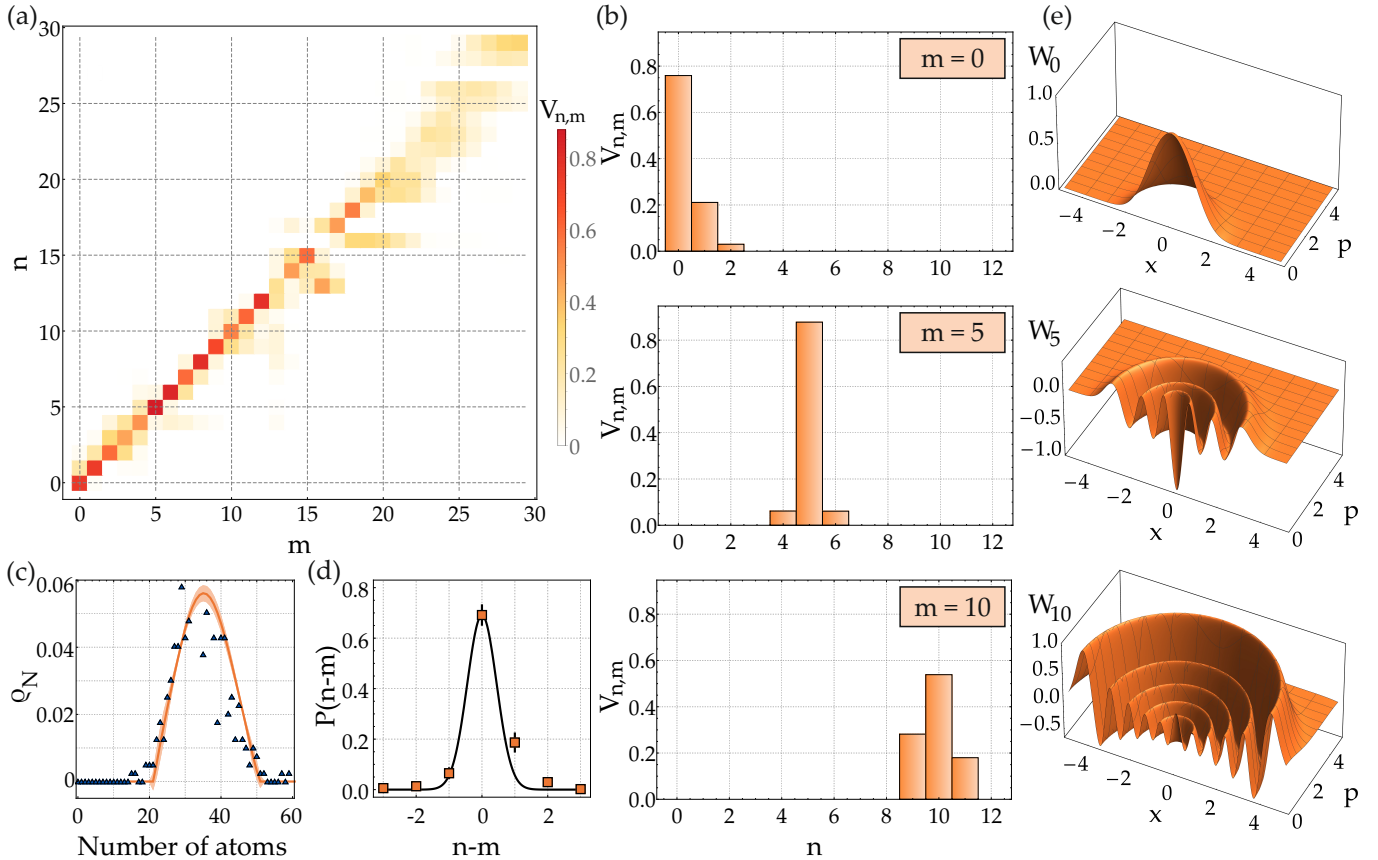 (a)
30
25
20
15
10
5
0
n
0 5 10 15 20 25 30
m
V_{n,m}
0.8
0.6
0.4
0.2
0
(b)
m = 0
V_{n,m}
0.8
0.6
0.4
0.2
0.0
0 2 4 6 8 10 12
m = 5
V_{n,m}
0.8
0.6
0.4
0.2
0.0
0 2 4 6 8 10 12
m = 10
V_{n,m}
0.8
0.6
0.4
0.2
0.0
0 2 4 6 8 10 12
n
(c)
0.06
0.04
0.02
0
ϱ_N
0 20 40 60
Number of atoms
(d)
0.8
0.6
0.4
0.2
0.0
P(n-m)
-2 0 2
n-m
(e)
W_0
1.0
0.5
0.0
−4 −2 0 2 4
x
0 2 4
p
W_5
0.0
−0.5
−1.0
−4 −2 0 2 4
x
0 2 4
p
W_10
1.0
0.5
0.0
−0.5
−4 −2 0 2 4
x
0 2 4
p